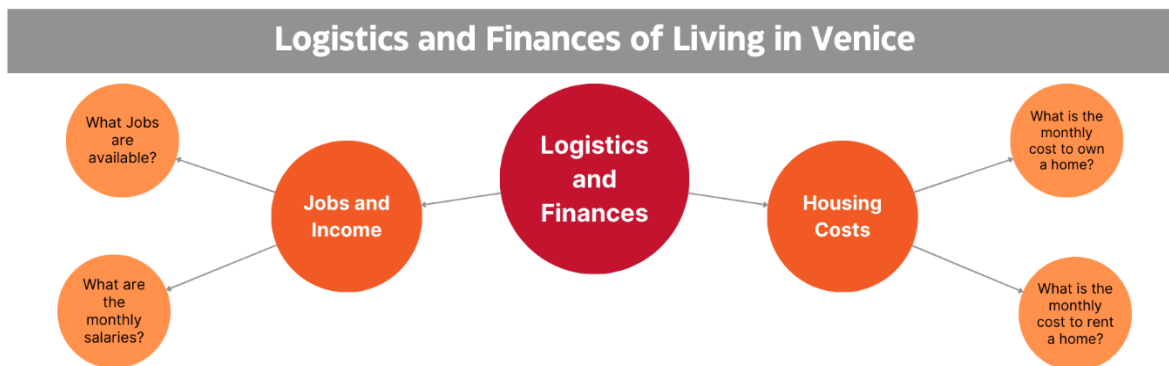 Logistics and Finances of Living in Venice
What Jobs
are
available?
What are
the
monthly
salaries?
Jobs and
Income
Logistics
and
Finances
Housing
Costs
What is the
monthly
cost to own
a home?
What is the
monthly
cost to rent
a home?